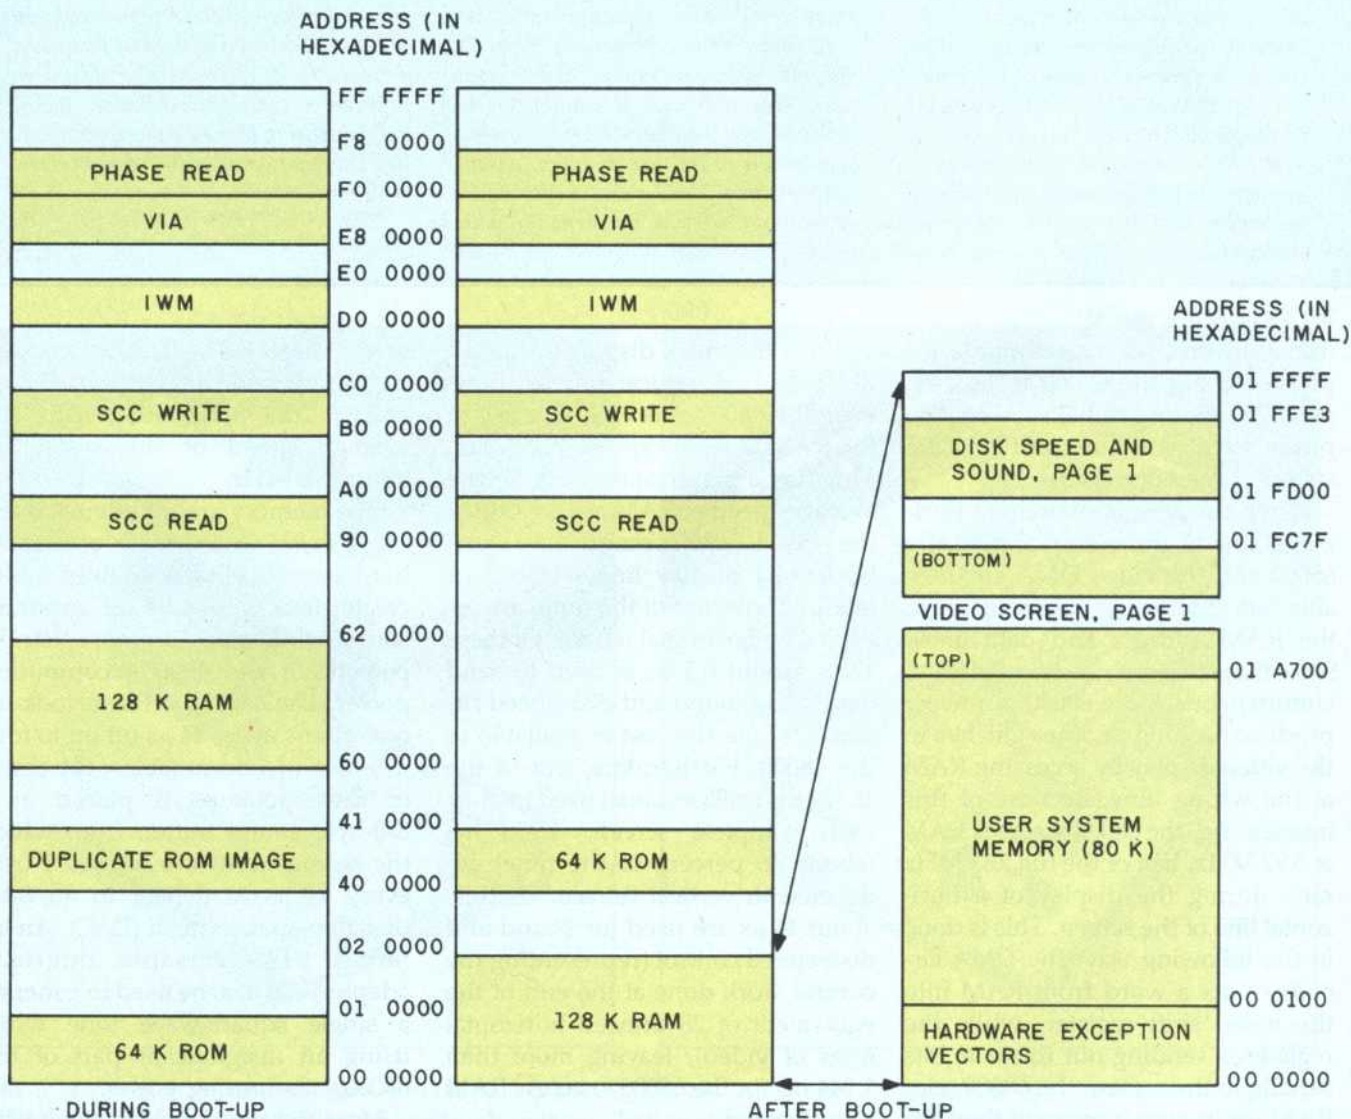 ADDRESS (IN
HEXADECIMAL)
FF FFFF
F8 0000
PHASE READ
PHASE READ
F0 0000
VIA
VIA
E8 0000
E0 0000
IWM
IWM
D0 0000
C0 0000
SCC WRITE
SCC WRITE
B0 0000
A0 0000
SCC READ
SCC READ
90 0000
62 0000
128 K RAM
60 0000
41 0000
DUPLICATE ROM IMAGE
64 K ROM
40 0000
02 0000
01 0000
64 K ROM
128 K RAM
00 0000
DURING BOOT-UP
AFTER BOOT-UP
ADDRESS (IN
HEXADECIMAL)
01 FFFF
01 FFE3
DISK SPEED AND
SOUND, PAGE 1
01 FD00
01 FC7F
(BOTTOM)
VIDEO SCREEN, PAGE 1
(TOP)
01 A700
USER SYSTEM
MEMORY (80 K)
00 0100
HARDWARE EXCEPTION
VECTORS
00 0000